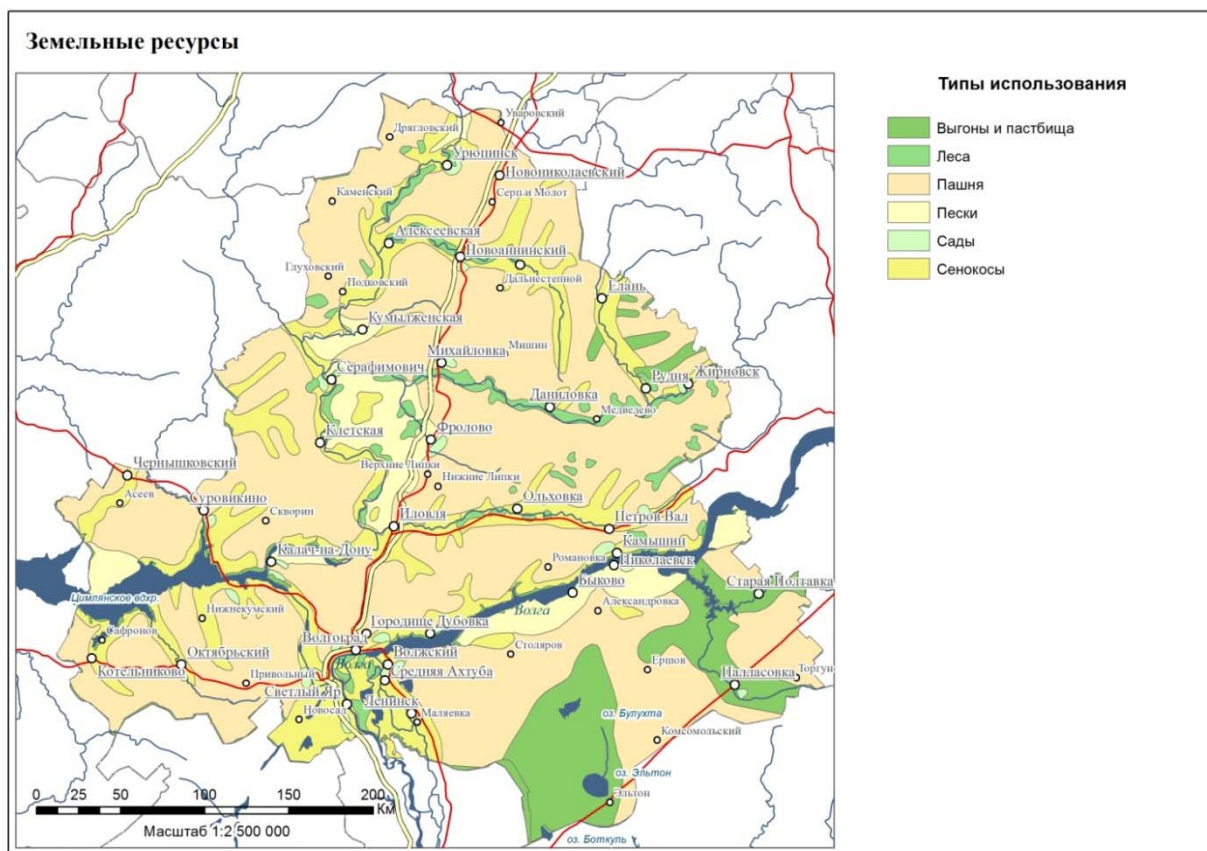 Земельные ресурсы
Типы использования
Выгоны и пастбища
Леса
Пашня
Пески
Сады
Сенокосы
Уваровский
Дрягловский
Урюпинск
Новониколаевский
Каменский
Серп и Молот
Алексеевская
Новоаннинский
Глуховский
Подковский
Дальнестепной
Елань
Кумылженская
Михайловка
Мишин
Серафимович
Рудня
Жирновск
Даниловка
Медведево
Клетская
Фролово
Чернышковский
Верхние Липки
Нижние Липки
Асеев
Суровикино
Скворин
Ольховка
Иловля
Петров Вал
Калач-на-Дону
Камышин
Романовка
Николаевск
Быково
Старая Полтавка
Цимлянское вдхр.
Нижнекумский
Волга
Александровка
Городище
Дубовка
Сафронов
Волгоград
Волжский
Столяров
Волга
Котельниково
Октябрьский
Средняя Ахтуба
Ершов
Привольный
Палласовка
Торгун
Светлый Яр
Ленинск
Новосад
Маляевка
оз. Булухта
Комсомольский
оз. Эльтон
Эльтон
оз. Боткуль
0 25 50 100 150 200
Км
Масштаб 1:2 500 000